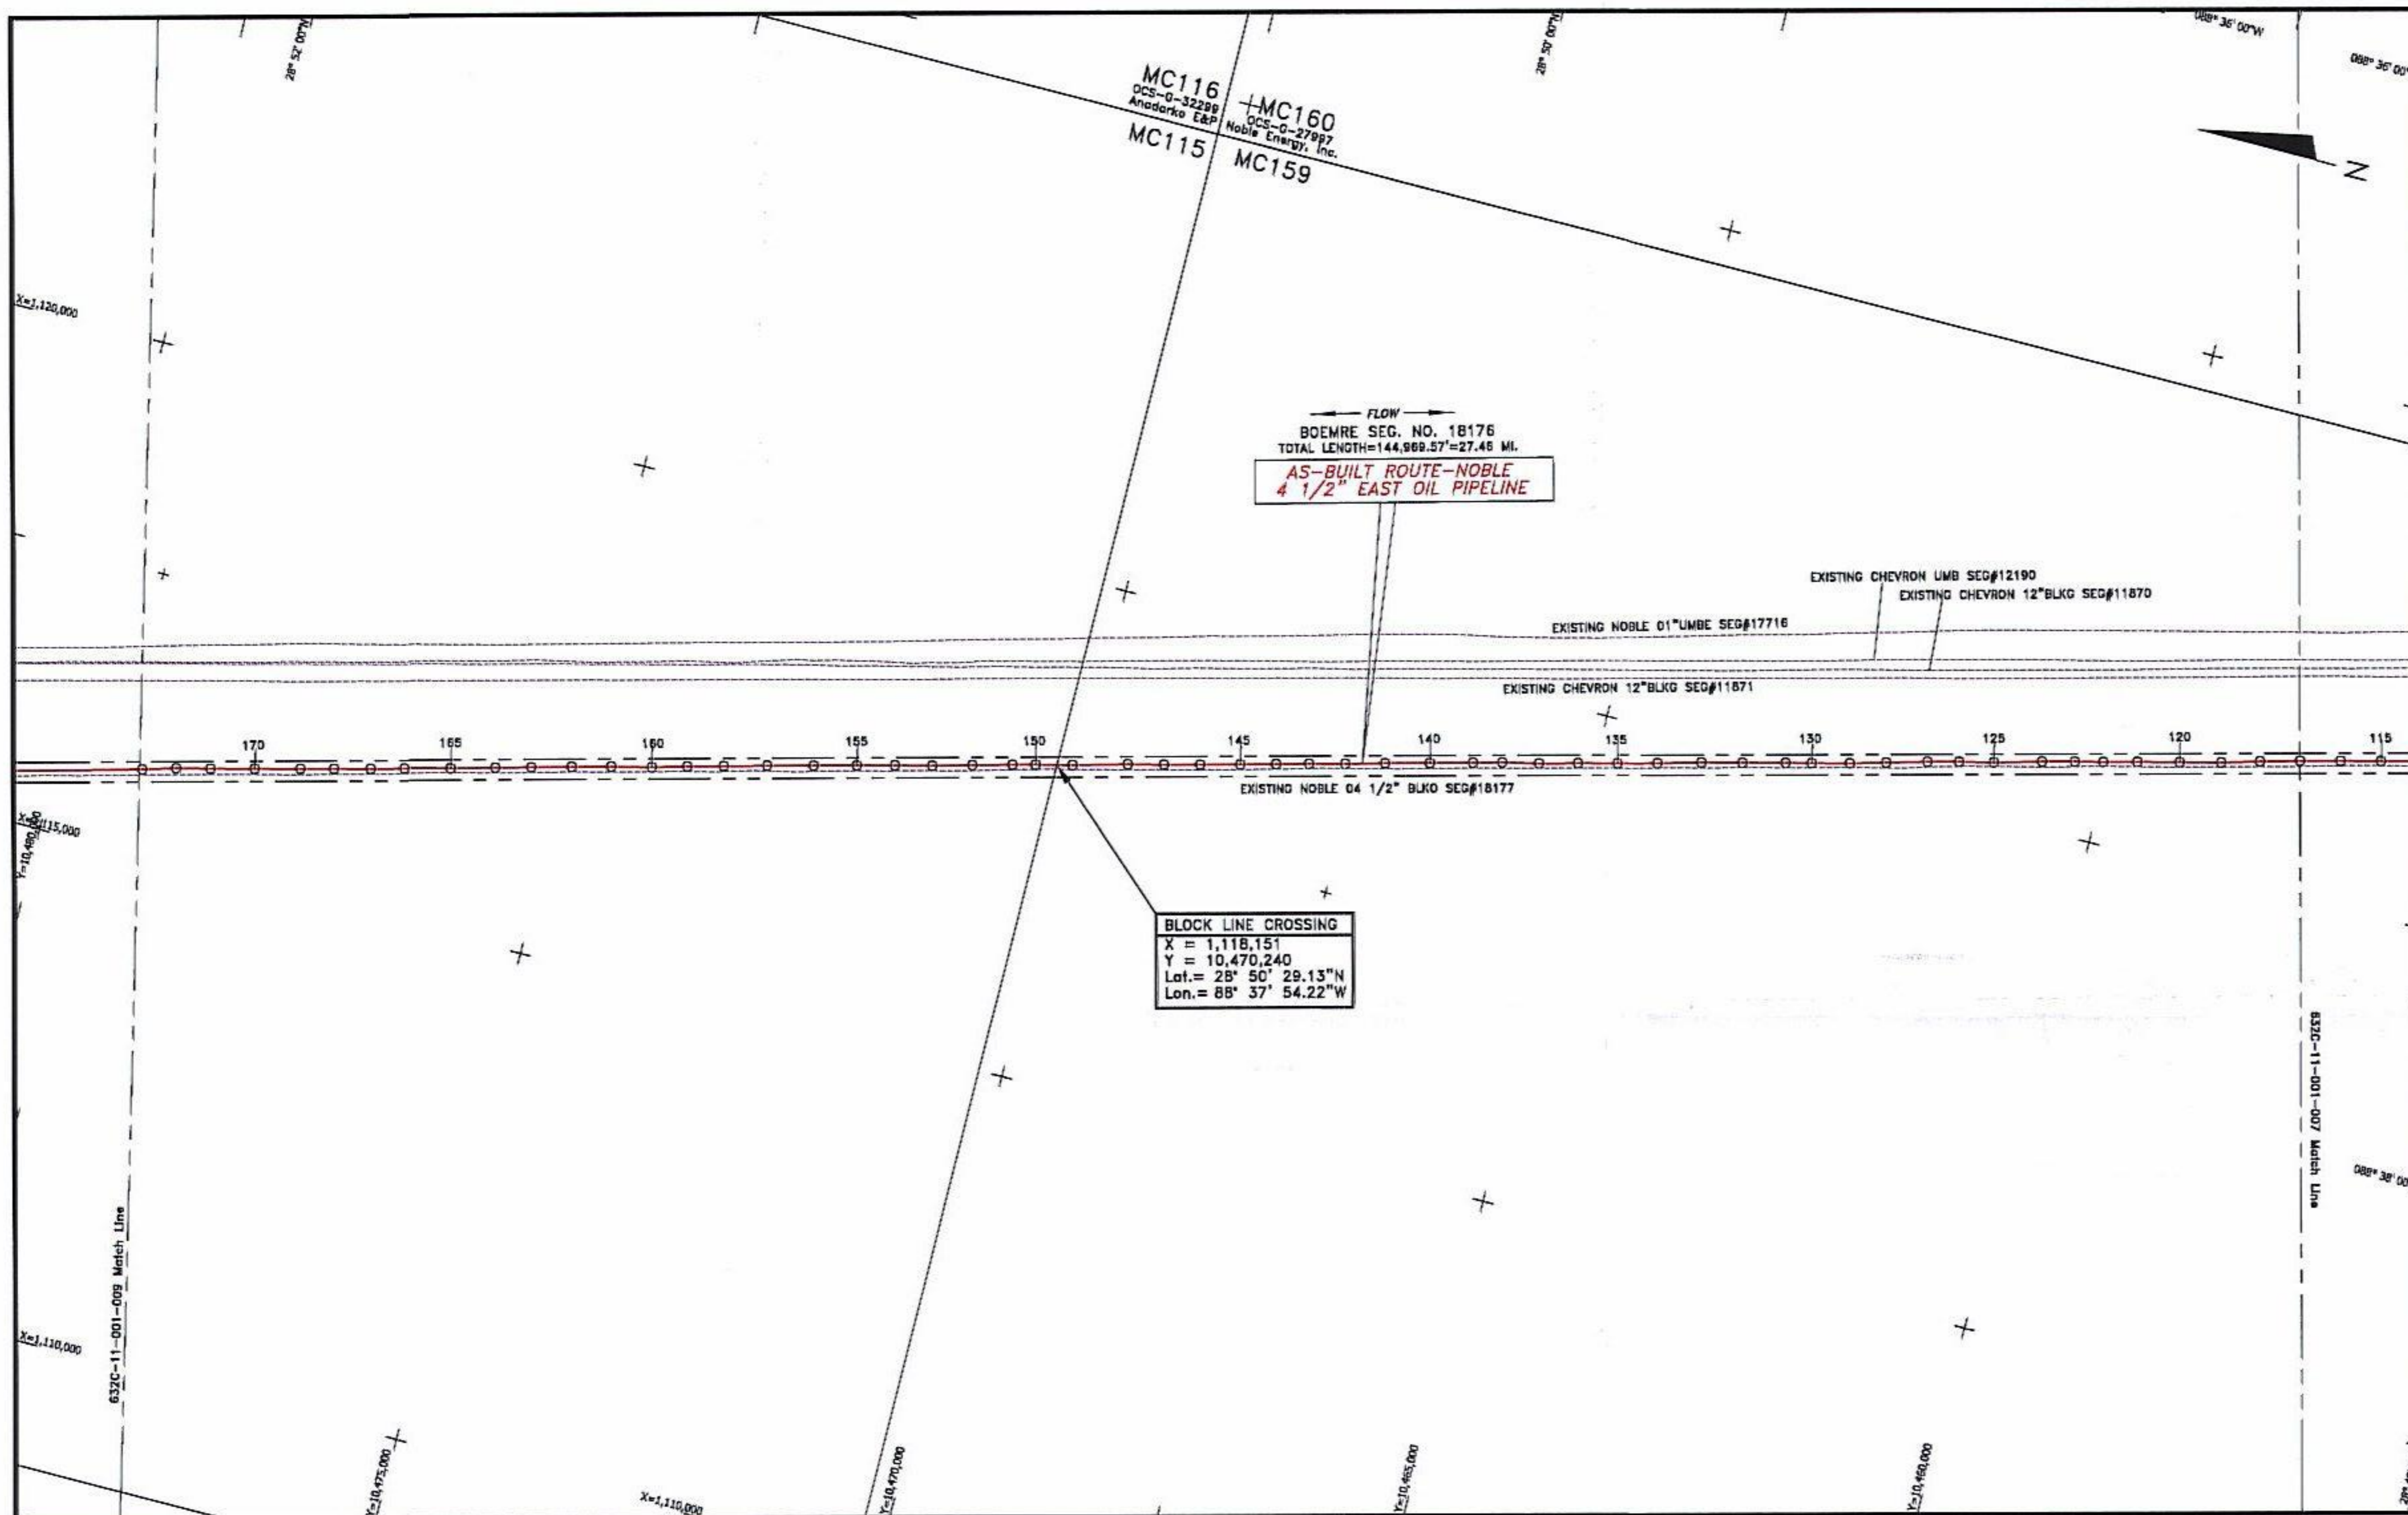 28° 52' 00"N
28° 50' 00"N
088° 36' 00"W
088° 36' 00"
MC116
OCS-G-32299
Anadarko E&P
MC160
OCS-G-27997
Noble Energy, Inc.
MC115
MC159
N
X=1,120,000
FLOW
BOEMRE SEG. NO. 18176
TOTAL LENGTH=144,969.57'=27.46 MI.
AS-BUILT ROUTE-NOBLE
4 1/2" EAST OIL PIPELINE
EXISTING CHEVRON UMB SEG#12190
EXISTING CHEVRON 12"BLKG SEG#11870
EXISTING NOBLE 01"UMBE SEG#17716
EXISTING CHEVRON 12"BLKG SEG#11871
170 165 160 155 150 145 140 135 130 125 120 115
EXISTING NOBLE 04 1/2" BLKO SEG#18177
X=1,115,000
Y=10,480,000
BLOCK LINE CROSSING
X = 1,118,151
Y = 10,470,240
Lat.= 28° 50' 29.13"N
Lon.= 88° 37' 54.22"W
632C-11-001-007 Match Line
088° 38' 00
632C-11-001-009 Match Line
X=1,110,000
Y=10,475,000
X=1,110,000
Y=10,470,000
Y=10,465,000
Y=10,460,000
28°